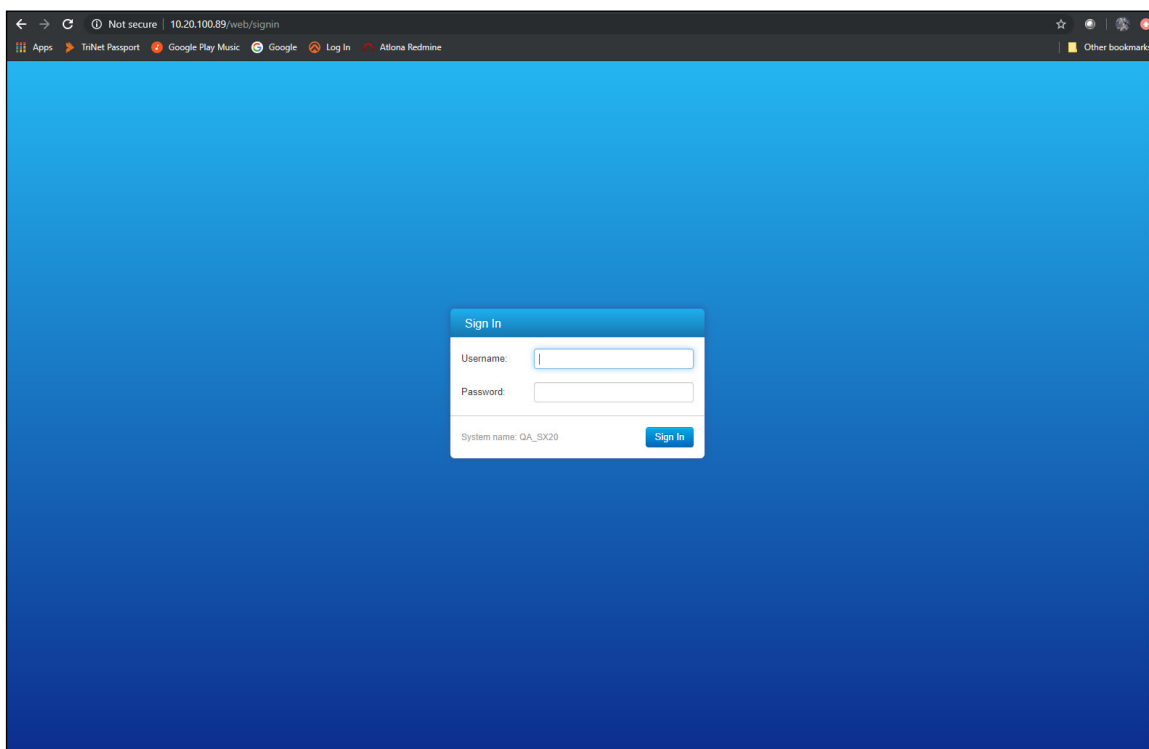 Not secure | 10.20.100.89/web/signin
Apps TriNet Passport Google Play Music Google Log In Atlona Redmine Other bookmarks
Sign In
Username:
Password:
System name: QA_SX20 Sign In